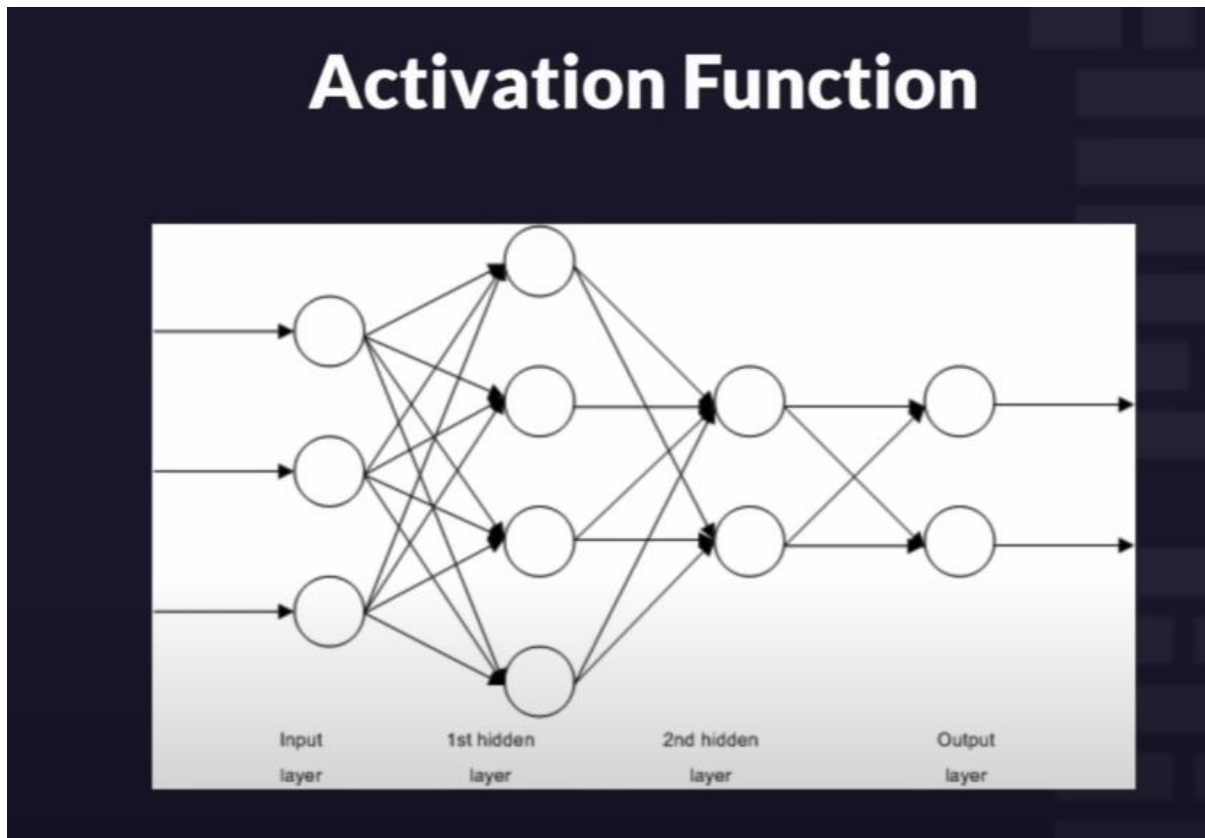 Activation Function
Input 1st hidden 2nd hidden Output
layer layer layer layer